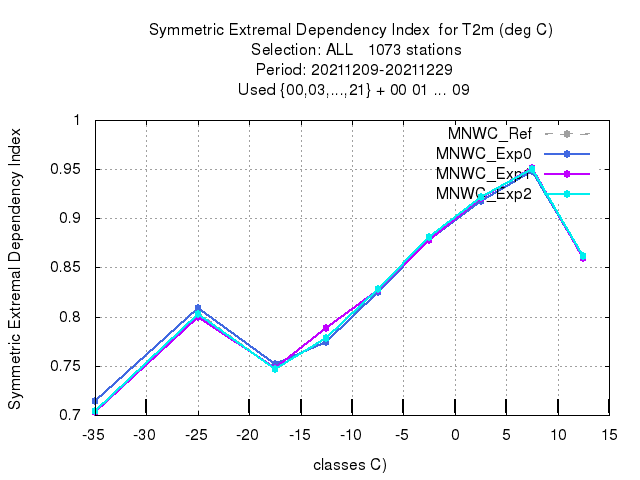 Symmetric Extremal Dependency Index for T2m (deg C)
Selection: ALL 1073 stations
Period: 20211209-20211229
Used {00,03,...,21} + 00 01 ... 09
Symmetric Extremal Dependency Index
1
0.95
0.9
0.85
0.8
0.75
0.7
MNWC_Ref
MNWC_Exp0
MNWC_Exp1
MNWC_Exp2
-35 -30 -25 -20 -15 -10 -5 0 5 10 15
classes C)